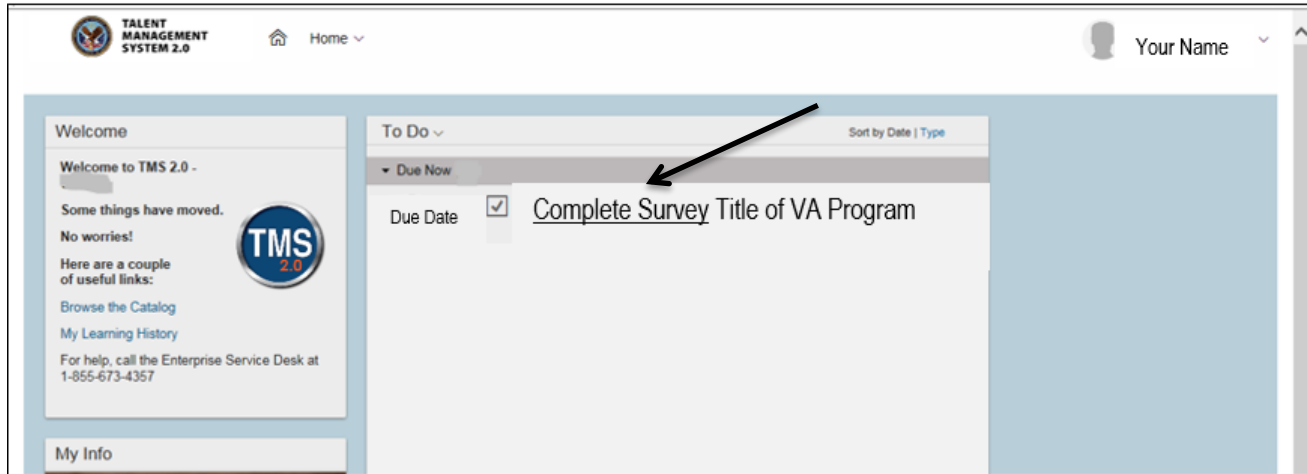 TALENT
MANAGEMENT
SYSTEM 2.0
Home
Your Name
Welcome
Welcome to TMS 2.0 -
Some things have moved.
No worries!
Here are a couple
of useful links:
TMS
2.0
Browse the Catalog
My Learning History
For help, call the Enterprise Service Desk at
1-855-673-4357
My Info
To Do
Sort by Date | Type
Due Now
Due Date Complete Survey Title of VA Program